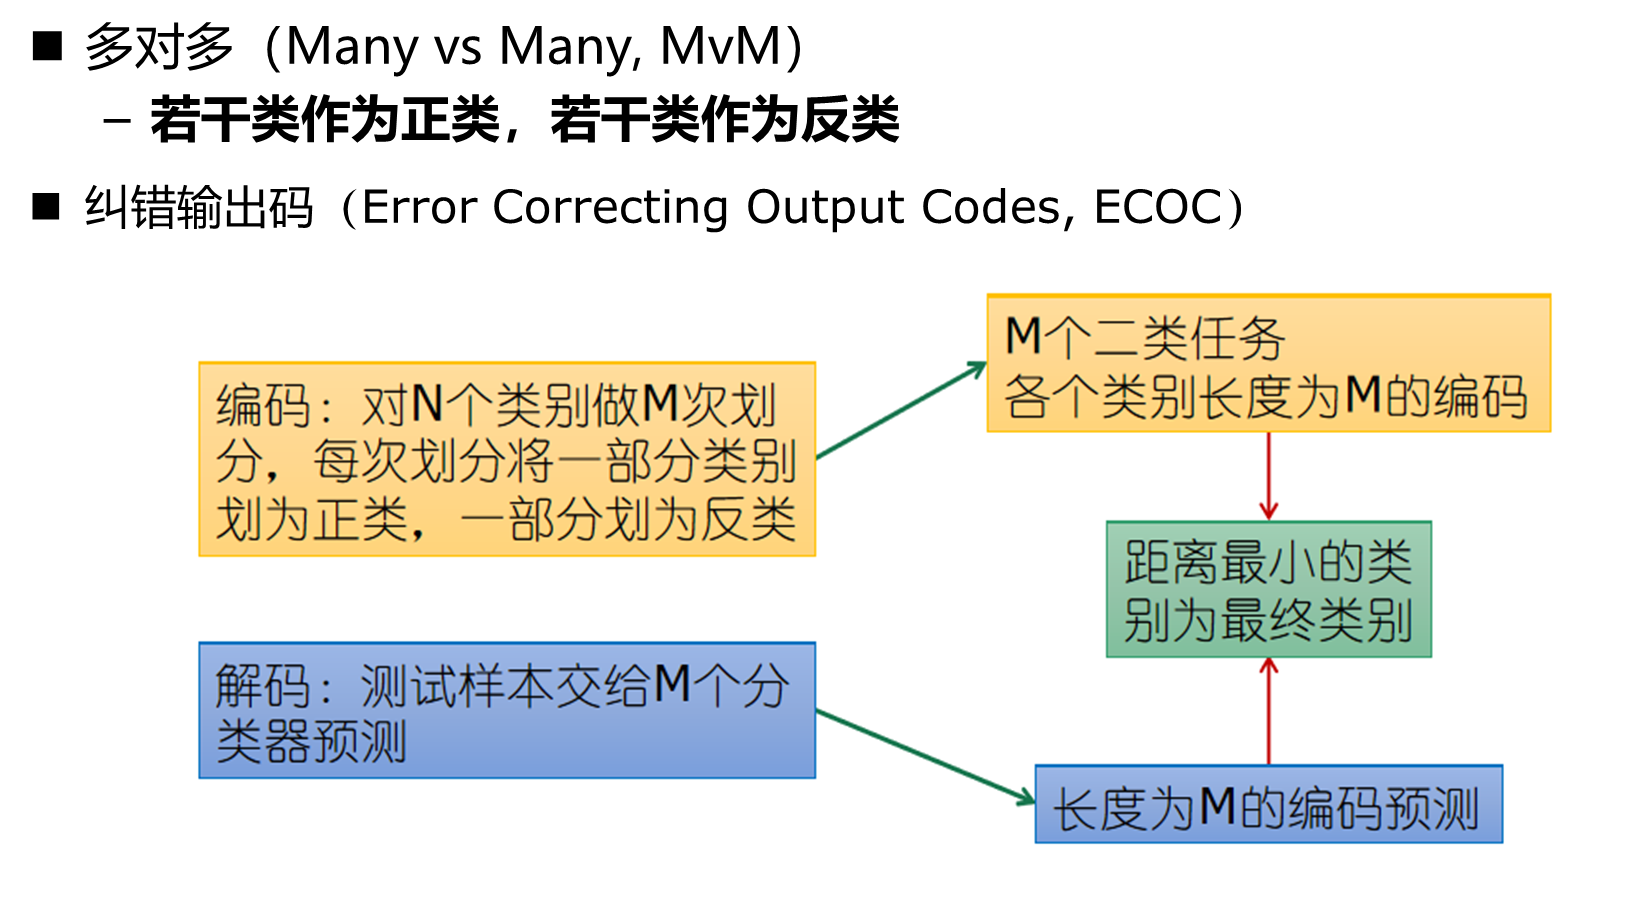 ■ 多对多（Many vs Many, MvM）
– 若干类作为正类，若干类作为反类
■ 纠错输出码（Error Correcting Output Codes, ECOC）
编码：对N个类别做M次划
分，每次划分将一部分类别
划为正类，一部分划为反类
M个二类任务
各个类别长度为M的编码
距离最小的类
别为最终类别
解码：测试样本交给M个分
类器预测
长度为M的编码预测